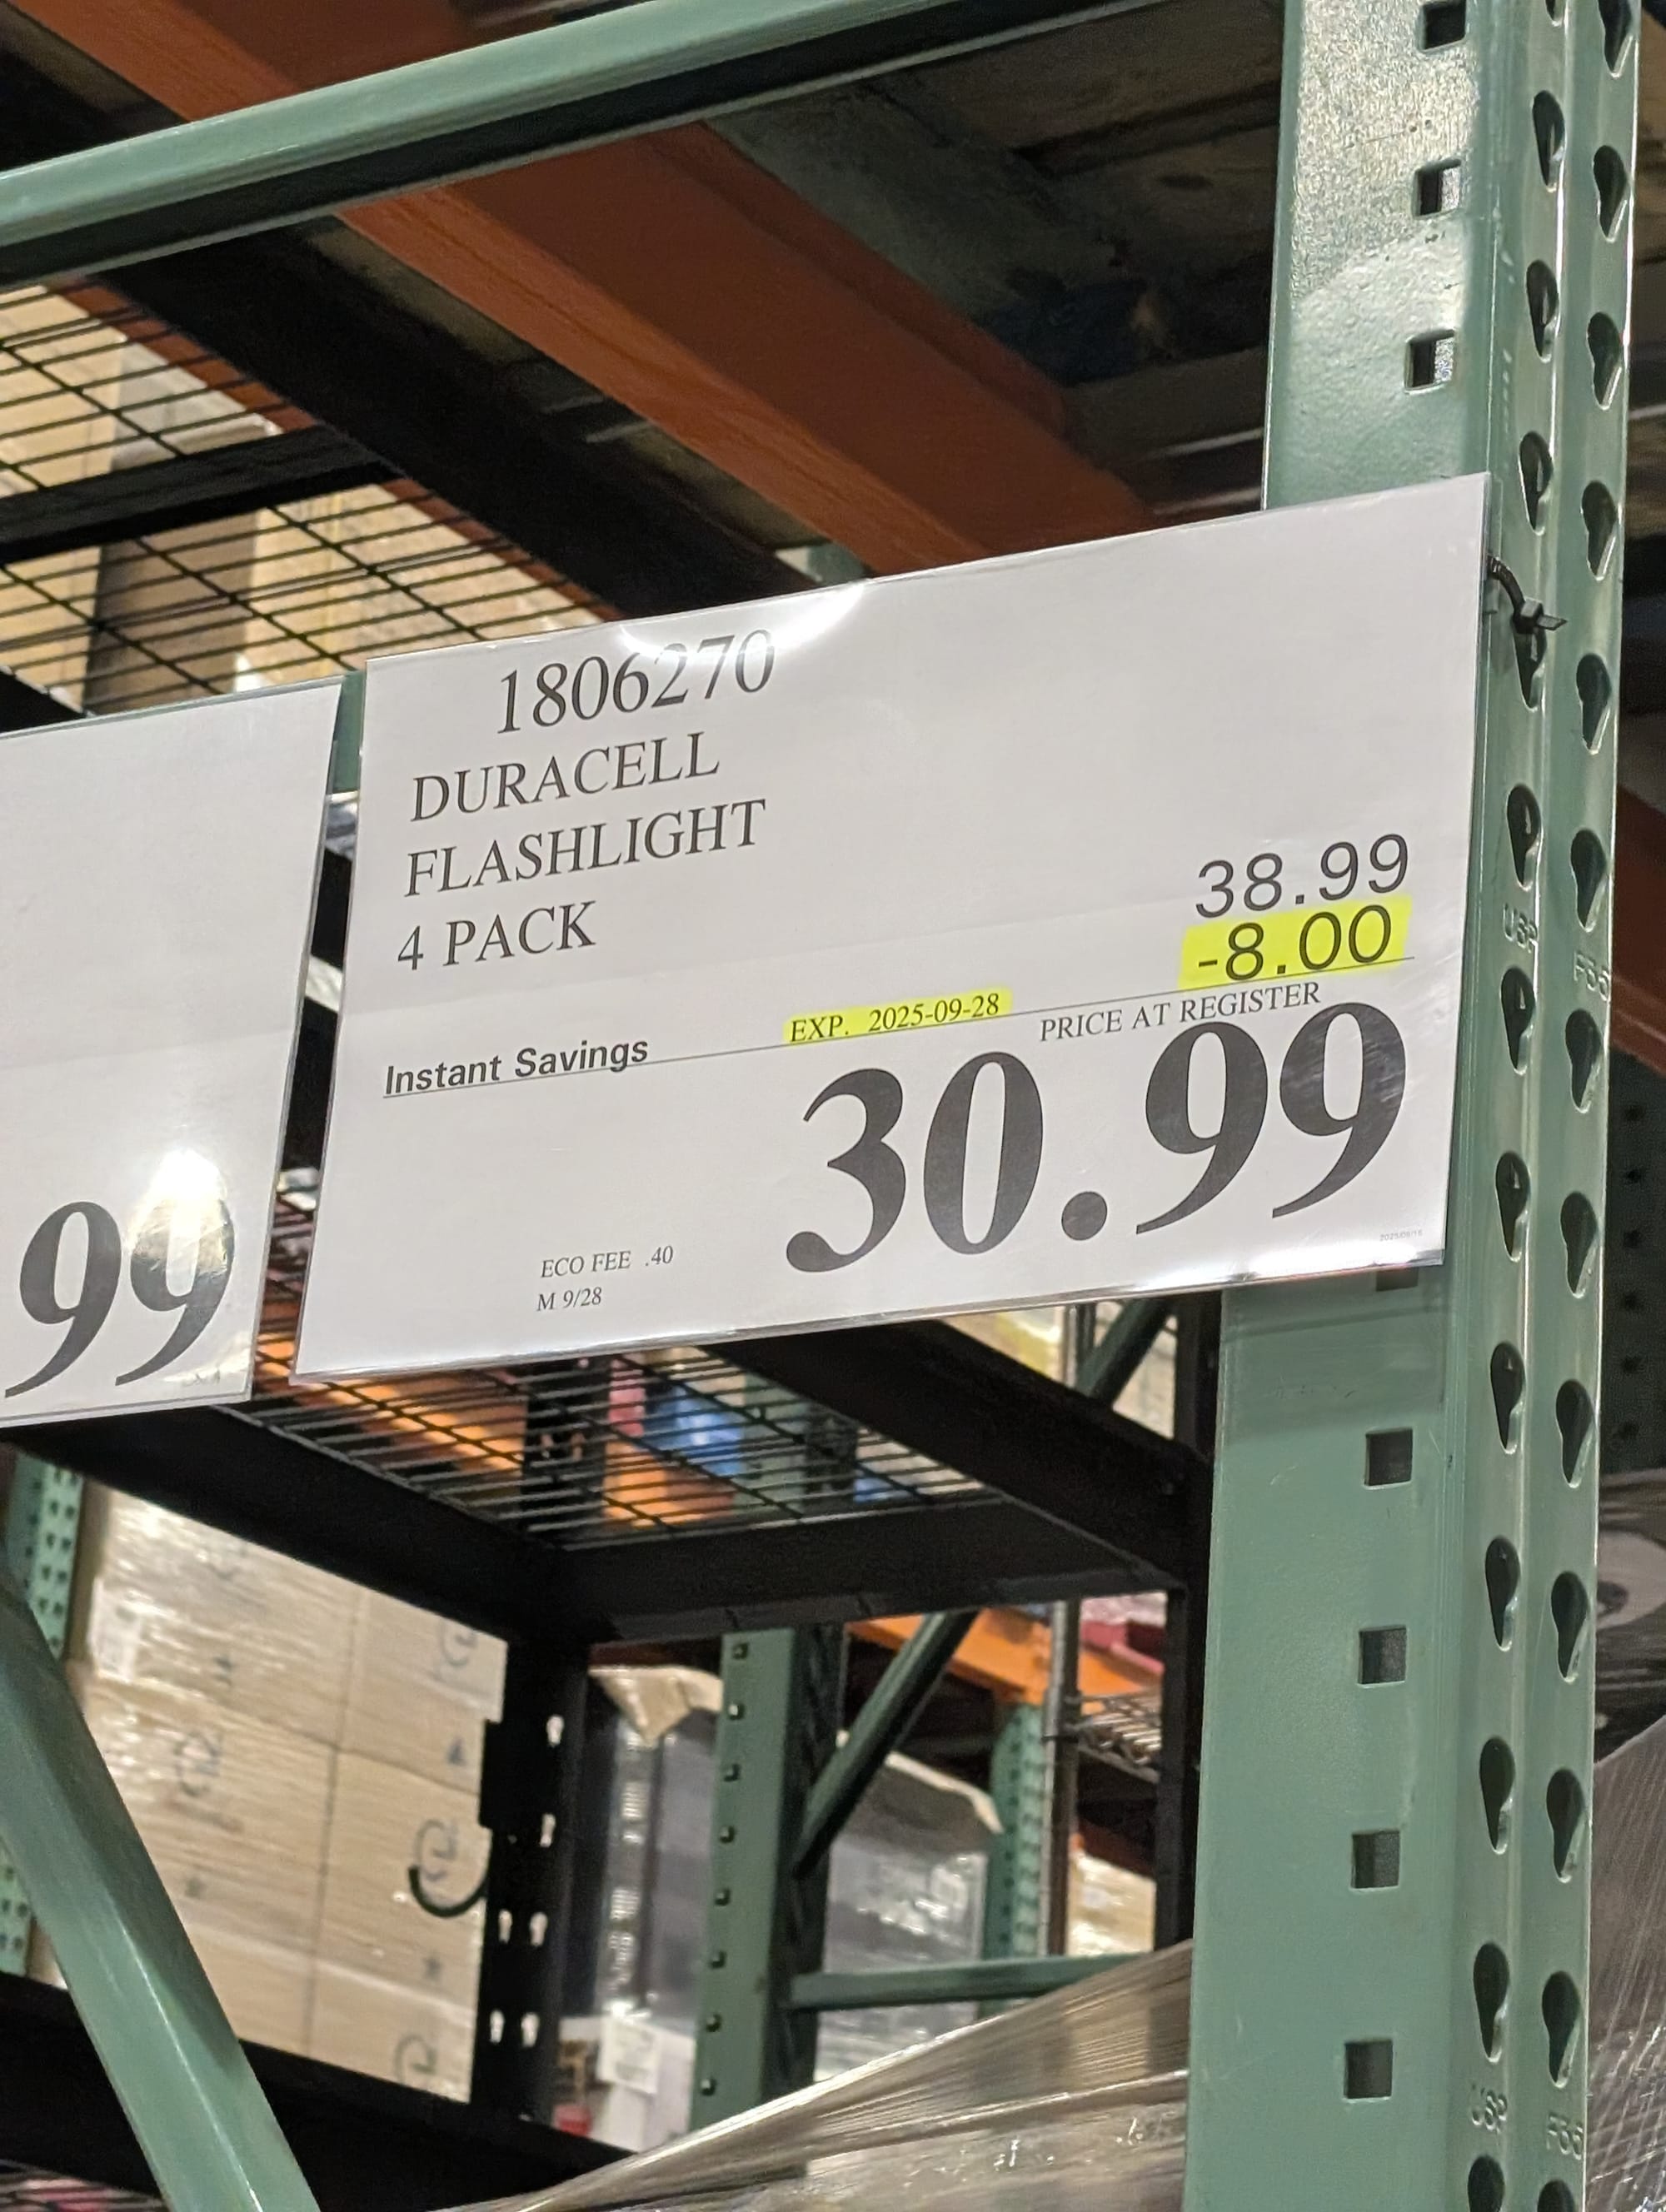 1806270
DURACELL
FLASHLIGHT
4 PACK
38.99
-8.00
EXP. 2025-09-28
PRICE AT REGISTER
Instant Savings
30.99
ECO FEE .40
M 9/28
99